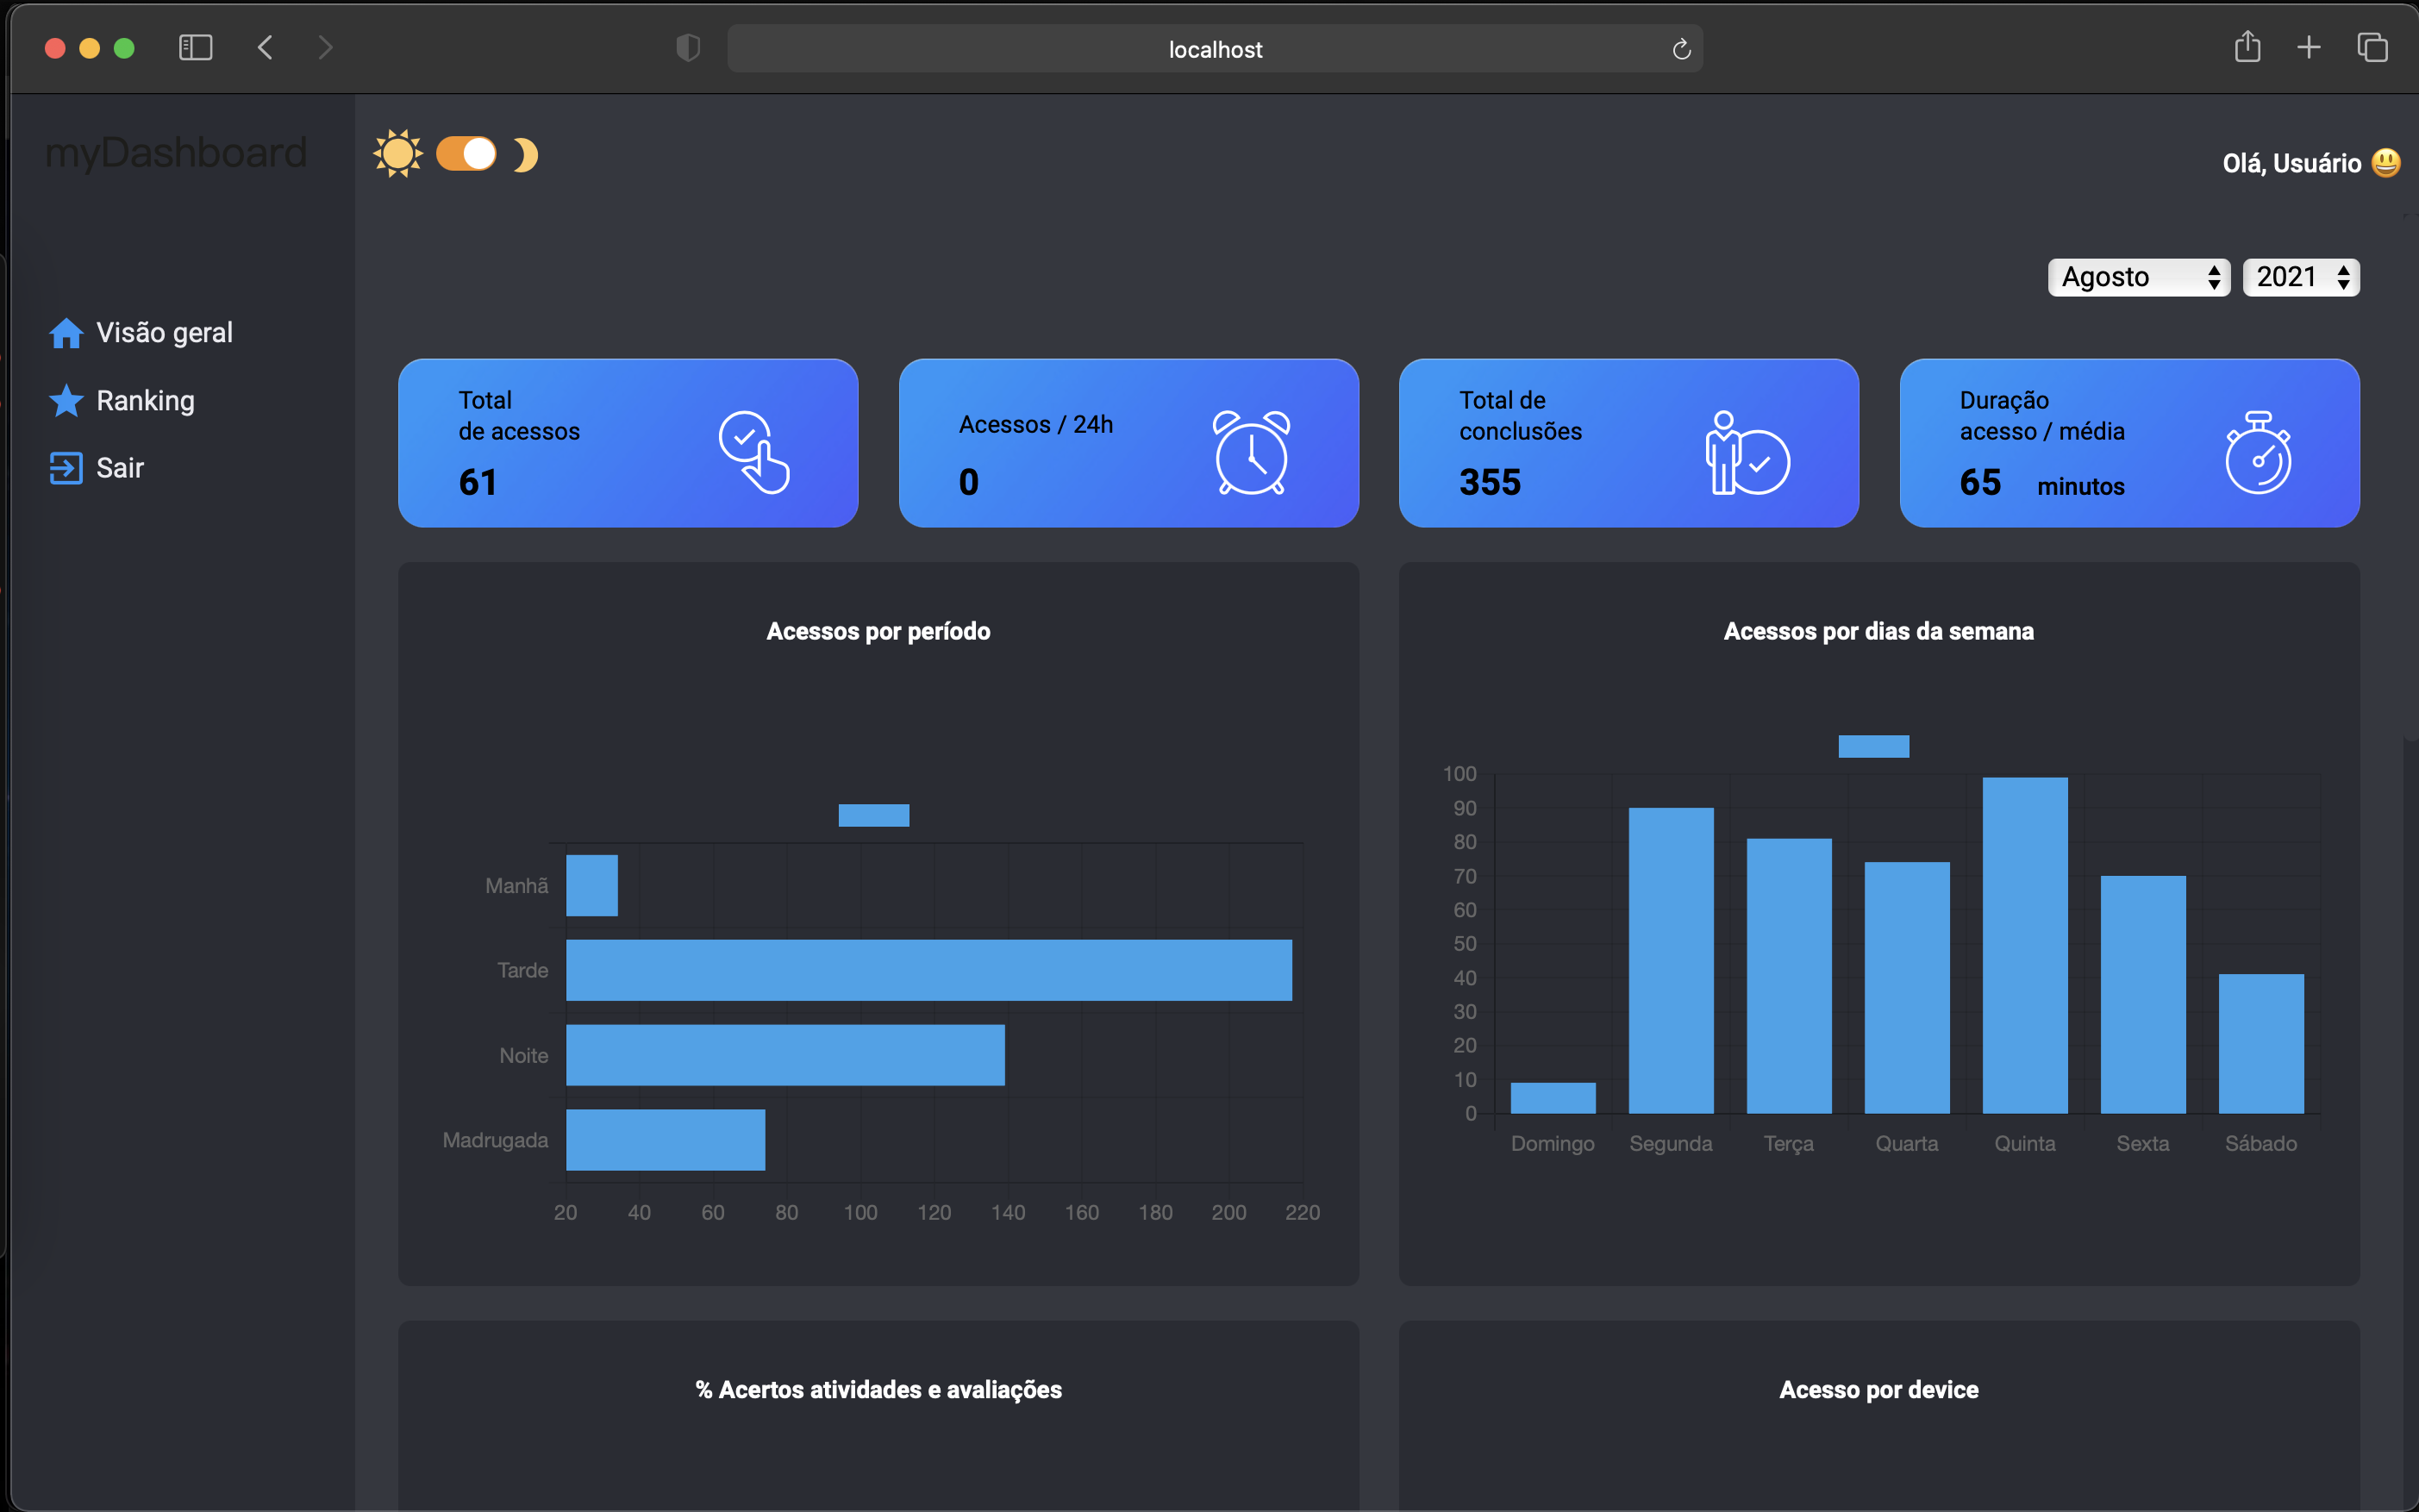 localhost
myDashboard
Olá, Usuário 😃
Agosto
2021
Visão geral
Ranking
Sair
Total
de acessos
61
Acessos / 24h
0
Total de
conclusões
355
Duração
acesso / média
65 minutos
Acessos por período
Manhã
Tarde
Noite
Madrugada
20 40 60 80 100 120 140 160 180 200 220
Acessos por dias da semana
100
90
80
70
60
50
40
30
20
10
0
Domingo Segunda Terça Quarta Quinta Sexta Sábado
% Acertos atividades e avaliações
Acesso por device